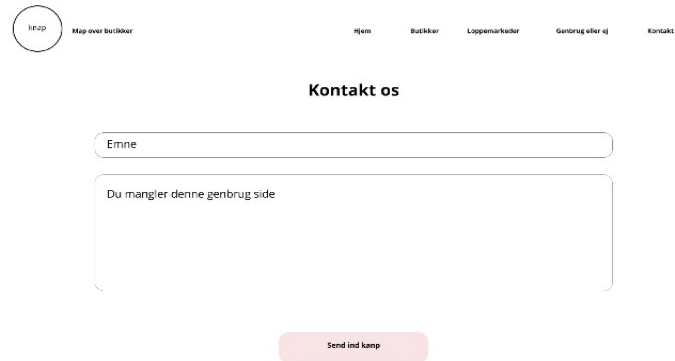 knap
Map over butikker
Hjem
Butikker
Loppemarkeder
Genbrug eller ej
Kontakt
Kontakt os
Emne
Du mangler denne genbrug side
Send ind kanp